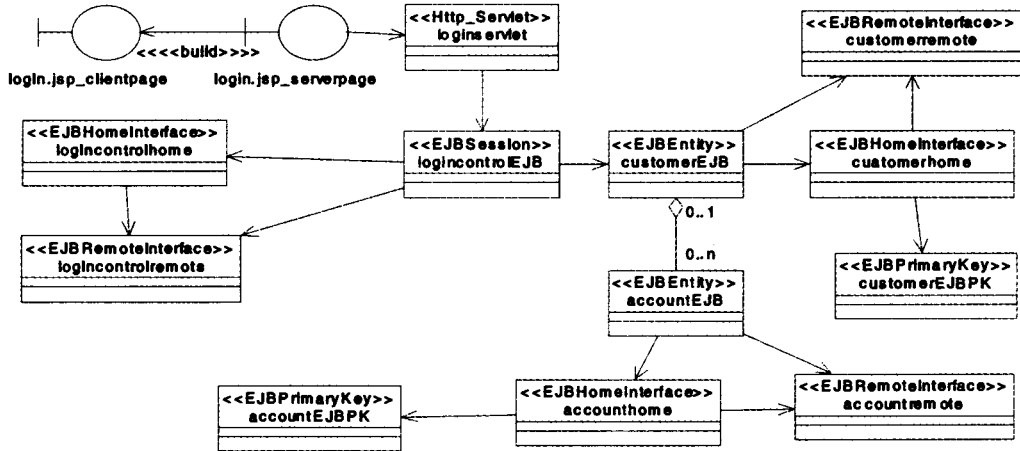 <<Http_Servlet>>
loginservlet
<<<<build>>>>
login.jsp_clientpage
login.jsp_serverpage
<<EJBRemoteInterface>>
customerremote
<<EJBHomeInterface>>
logincontrolhome
<<EJBSession>>
logincontrolEJB
<<EJBEntity>>
customerEJB
<<EJBHomeInterface>>
cuatomerhome
0..1
0..n
<<EJBRemoteInterface>>
logincontrolremots
<<EJBEntity>>
accountEJB
<<EJBPrimaryKey>>
customerEJBPK
<<EJBPrimaryKey>>
accountEJBPK
<<EJBHomeInterface>>
accounthome
<<EJBRemoteInterface>>
accountremote